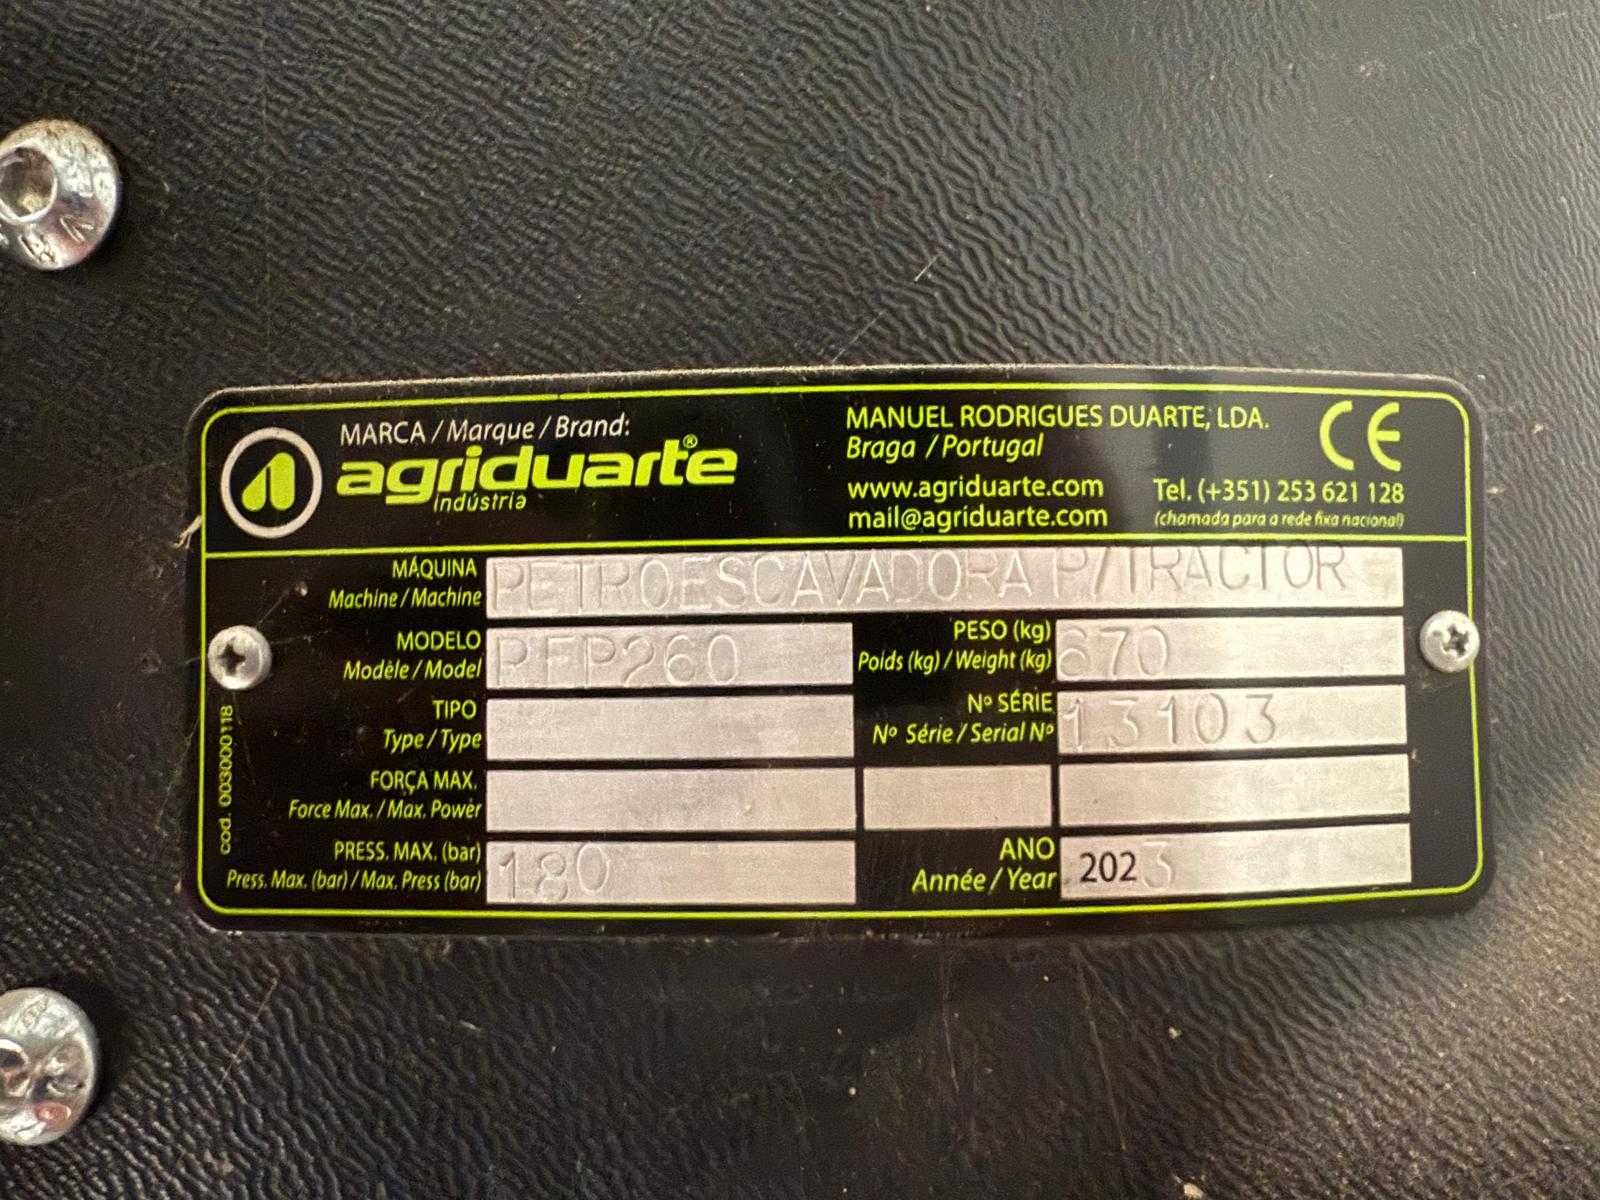 MARCA / Marque / Brand:
agriduarte®
indústria
MANUEL RODRIGUES DUARTE, LDA.
Braga / Portugal
www.agriduarte.com
mail@agriduarte.com
CE
Tel. (+351) 253 621 128
(chamada para a rede fixa nacional)
MÁQUINA
Machine / Machine
RETROESCAVADORA P/TRACTOR
MODELO
Modèle / Model
RFP260
PESO (kg)
Poids (kg) / Weight (kg)
670
TIPO
Type / Type
Nº SÉRIE
Nº Série / Serial Nº
13103
FORÇA MAX.
Force Max. / Max. Power
PRESS. MAX. (bar)
Press. Max. (bar) / Max. Press (bar)
180
ANO
Année / Year
2023
cod. 003000118